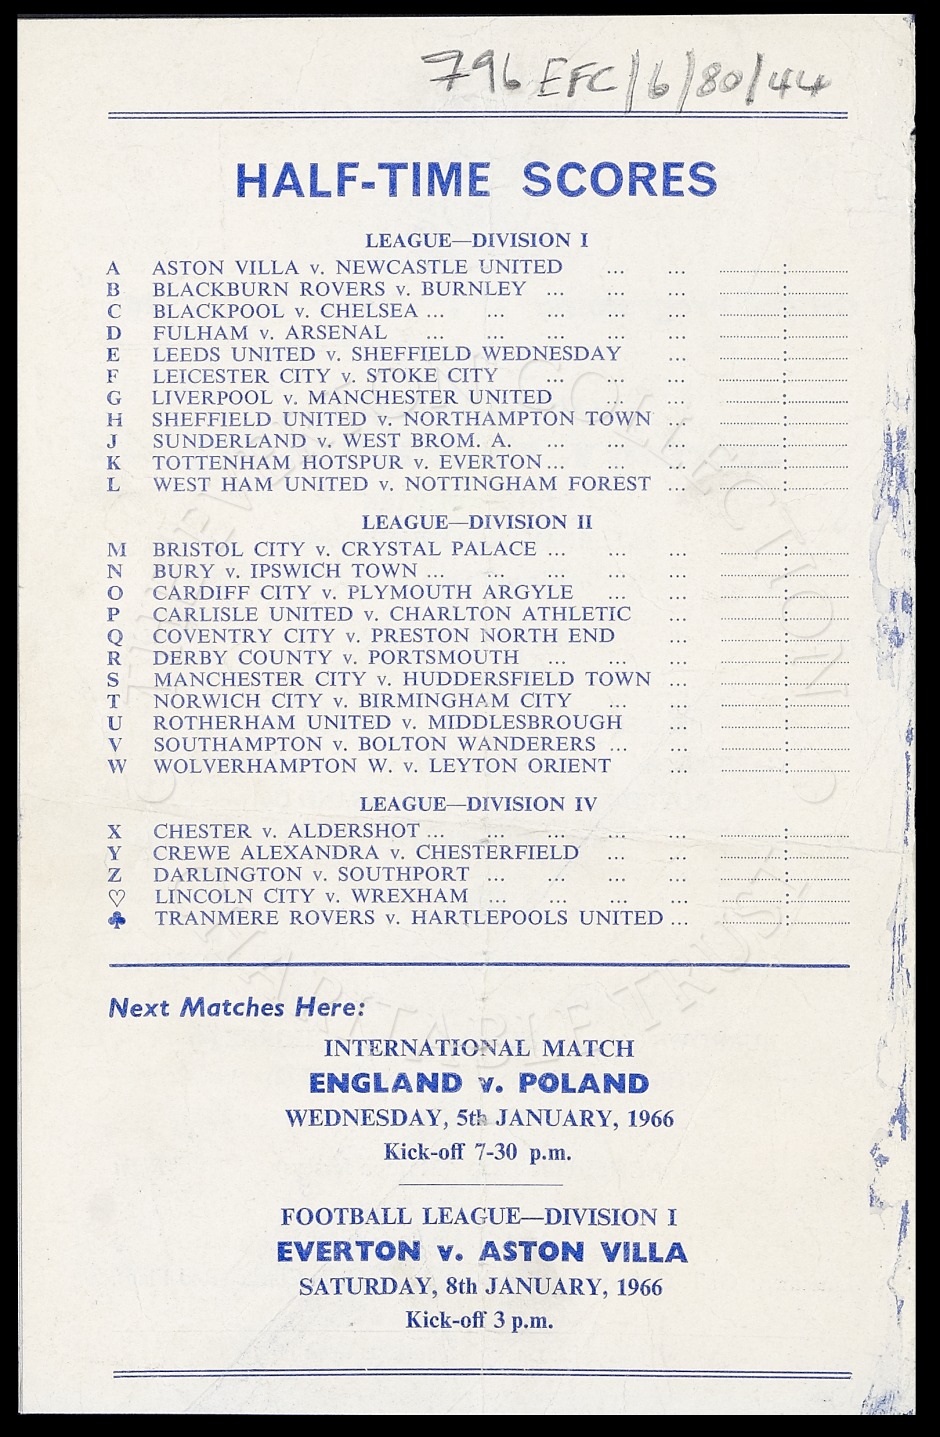 796 EFC/6/80/44
HALF-TIME SCORES
LEAGUE—DIVISION I
A ASTON VILLA v. NEWCASTLE UNITED ... ... ............:............
B BLACKBURN ROVERS v. BURNLEY ... ... ... ............:............
C BLACKPOOL v. CHELSEA ... ... ... ... ... ............:............
D FULHAM v. ARSENAL ... ... ... ... ... ............:............
E LEEDS UNITED v. SHEFFIELD WEDNESDAY ... ............:............
F LEICESTER CITY v. STOKE CITY ... ... ... ............:............
G LIVERPOOL v. MANCHESTER UNITED ... ... ............:............
H SHEFFIELD UNITED v. NORTHAMPTON TOWN ... ............:............
J SUNDERLAND v. WEST BROM. A. ... ... ... ............:............
K TOTTENHAM HOTSPUR v. EVERTON ... ... ... ............:............
L WEST HAM UNITED v. NOTTINGHAM FOREST ... ............:............
LEAGUE—DIVISION II
M BRISTOL CITY v. CRYSTAL PALACE ... ... ... ............:............
N BURY v. IPSWICH TOWN ... ... ... ... ... ............:............
O CARDIFF CITY v. PLYMOUTH ARGYLE ... ... ............:............
P CARLISLE UNITED v. CHARLTON ATHLETIC ... ............:............
Q COVENTRY CITY v. PRESTON NORTH END ... ............:............
R DERBY COUNTY v. PORTSMOUTH ... ... ... ............:............
S MANCHESTER CITY v. HUDDERSFIELD TOWN ... ............:............
T NORWICH CITY v. BIRMINGHAM CITY ... ... ............:............
U ROTHERHAM UNITED v. MIDDLESBROUGH ... ............:............
V SOUTHAMPTON v. BOLTON WANDERERS ... ... ............:............
W WOLVERHAMPTON W. v. LEYTON ORIENT ... ............:............
LEAGUE—DIVISION IV
X CHESTER v. ALDERSHOT ... ... ... ... ... ............:............
Y CREWE ALEXANDRA v. CHESTERFIELD ... ... ............:............
Z DARLINGTON v. SOUTHPORT ... ... ... ... ............:............
♡ LINCOLN CITY v. WREXHAM ... ... ... ... ............:............
♣ TRANMERE ROVERS v. HARTLEPOOLS UNITED ... ............:............
Next Matches Here:
INTERNATIONAL MATCH
ENGLAND v. POLAND
WEDNESDAY, 5th JANUARY, 1966
Kick-off 7-30 p.m.
FOOTBALL LEAGUE—DIVISION I
EVERTON v. ASTON VILLA
SATURDAY, 8th JANUARY, 1966
Kick-off 3 p.m.
THE EVERTON COLLECTION
CHARITABLE TRUST